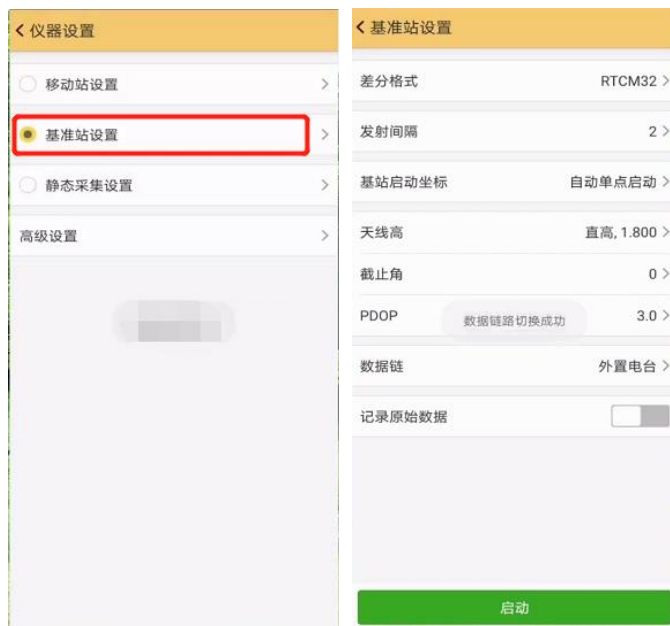 仪器设置
移动站设置
基准站设置
静态采集设置
高级设置
基准站设置
差分格式 RTCM32
发射间隔 2
基站启动坐标 自动单点启动
天线高 直高, 1.800
截止角 0
PDOP 3.0
数据链路切换成功
数据链 外置电台
记录原始数据
启动